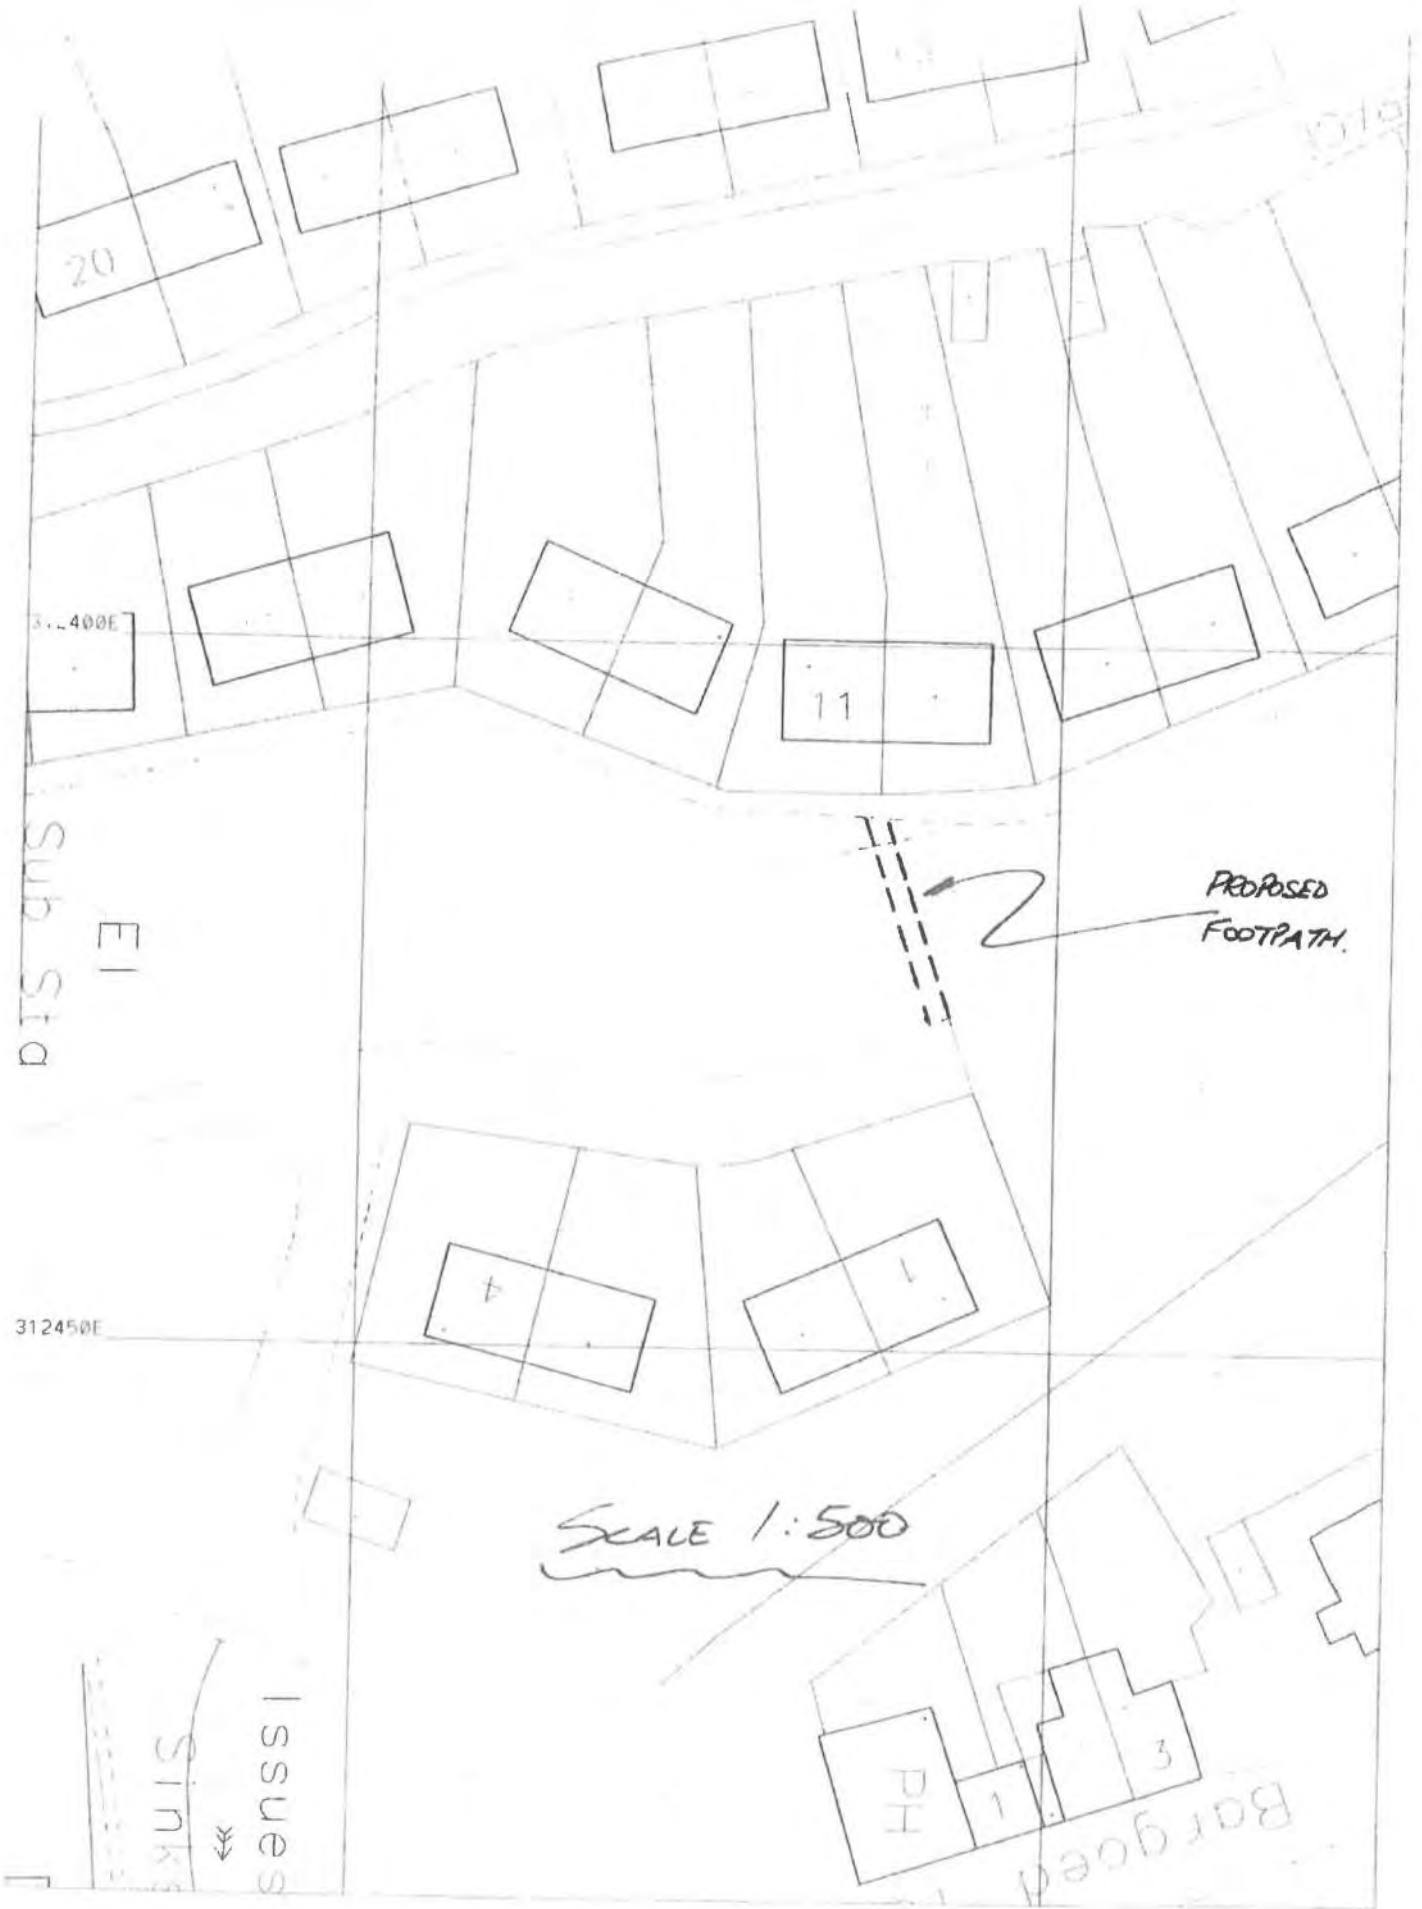 20
3..400E
11
Sub Sta
El
PROPOSED
FOOTPATH.
4
1
312450E
SCALE 1:500
Issues
Sinks
PH
1
3
Bargoed